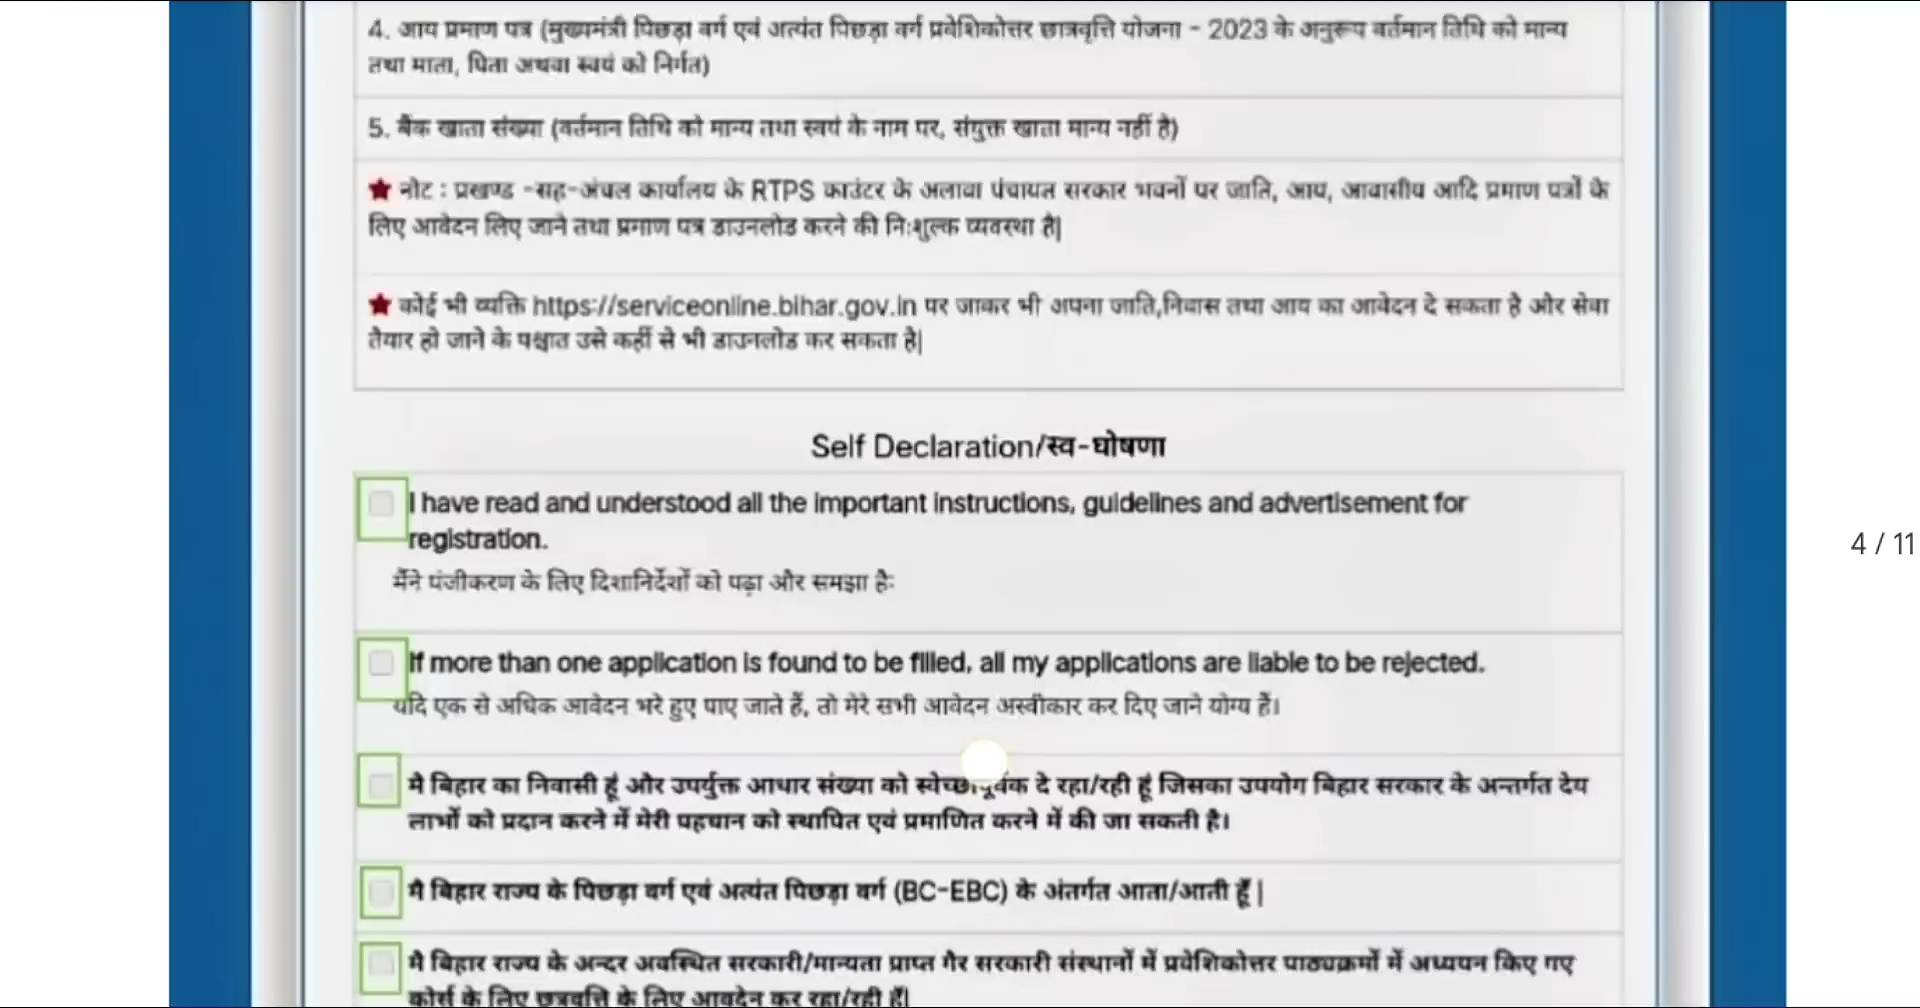 4. आय प्रमाण पत्र (मुख्यमंत्री पिछड़ा वर्ग एवं अत्यंत पिछड़ा वर्ग प्रवेशिकोत्तर छात्रवृत्ति योजना - 2023 के अनुरूप वर्तमान तिथि को मान्य
तथा माता, पिता अथवा स्वयं को निर्गत)
5. बैंक खाता संख्या (वर्तमान तिथि को मान्य तथा स्वयं के नाम पर, संयुक्त खाता मान्य नहीं है)
नोट : प्रखण्ड -सह-अंचल कार्यालय के RTPS काउंटर के अलावा पंचायत सरकार भवनों पर जाति, आय, आवासीय आदि प्रमाण पत्रों के
लिए आवेदन लिए जाने तथा प्रमाण पत्र डाउनलोड करने की निःशुल्क व्यवस्था है|
कोई भी व्यक्ति https://serviceonline.bihar.gov.in पर जाकर भी अपना जाति,निवास तथा आय का आवेदन दे सकता है और सेवा
तैयार हो जाने के पश्चात उसे कहीं से भी डाउनलोड कर सकता है|
Self Declaration/स्व-घोषणा
I have read and understood all the important instructions, guidelines and advertisement for
registration.
मैंने पंजीकरण के लिए दिशानिर्देशों को पढ़ा और समझा है:
If more than one application is found to be filled, all my applications are liable to be rejected.
यदि एक से अधिक आवेदन भरे हुए पाए जाते हैं, तो मेरे सभी आवेदन अस्वीकार कर दिए जाने योग्य हैं।
4 / 11
मै बिहार का निवासी हूं और उपर्युक्त आधार संख्या को स्वेच्छापूर्वक दे रहा/रही हूं जिसका उपयोग बिहार सरकार के अन्तर्गत देय
लाभों को प्रदान करने में मेरी पहचान को स्थापित एवं प्रमाणित करने में की जा सकती है।
मै बिहार राज्य के पिछड़ा वर्ग एवं अत्यंत पिछड़ा वर्ग (BC-EBC) के अंतर्गत आता/आती हूँ |
मै बिहार राज्य के अन्दर अवस्थित सरकारी/मान्यता प्राप्त गैर सरकारी संस्थानों में प्रवेशिकोत्तर पाठ्यक्रमों में अध्ययन किए गए
कोर्स के लिए छात्रवृत्ति के लिए आवदेन कर रहा/रही हूँ|